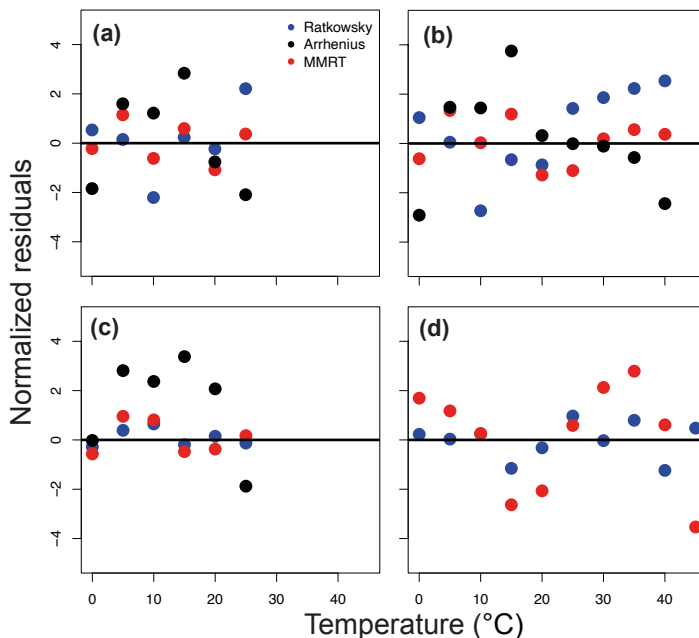 (a)
Ratkowsky
Arrhenius
MMRT
(b)
4
2
0
-2
-4
Normalized residuals
(c)
(d)
4
2
0
-2
-4
0 10 20 30 40
0 10 20 30 40
Temperature (°C)